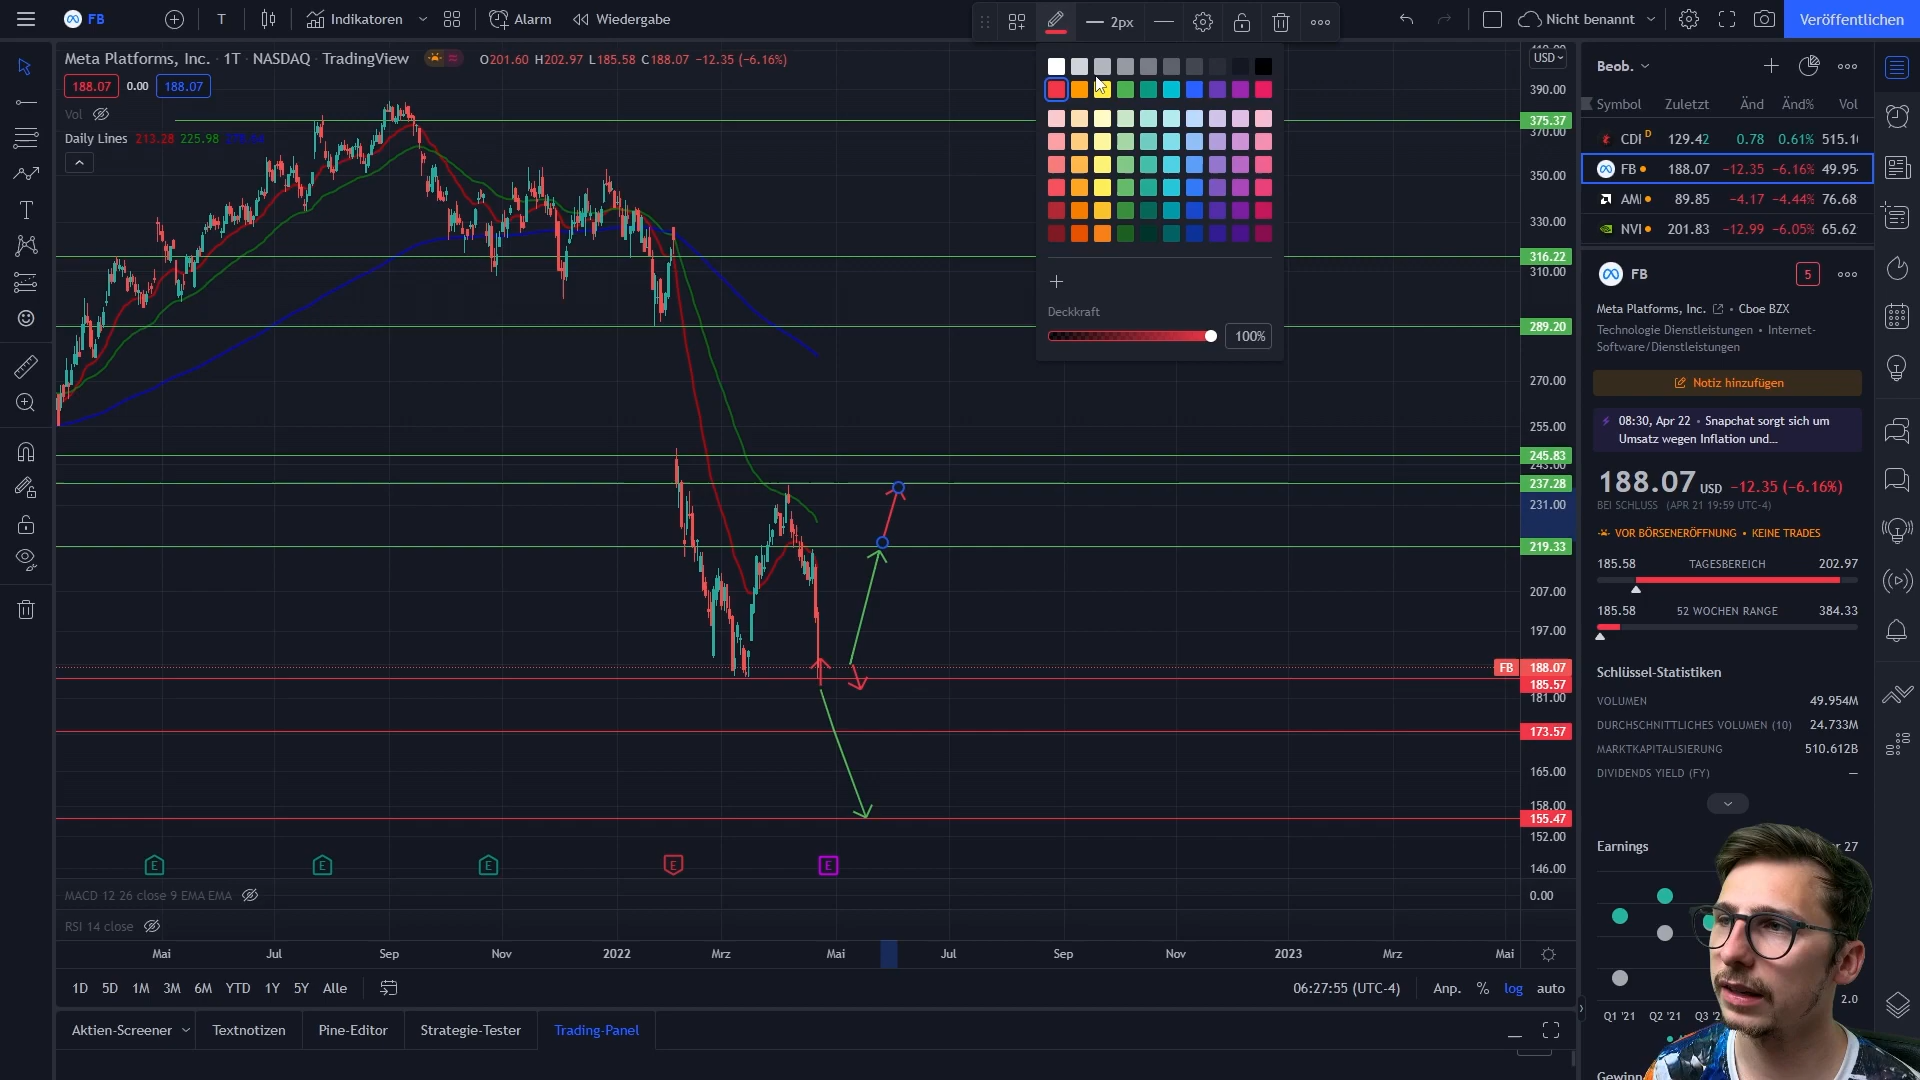 FB
T
Indikatoren
Alarm
Wiedergabe
2px
Nicht benannt
Veröffentlichen
Meta Platforms, Inc. · 1T · NASDAQ · TradingView
O201.60 H202.97 L185.58 C188.07 −12.35 (−6.16%)
188.07 0.00 188.07
Vol
Daily Lines 213.28 225.98
USD
390.00
375.37
370.00
350.00
330.00
316.22
310.00
289.20
270.00
255.00
245.83
243.00
237.28
231.00
219.33
207.00
197.00
FB 188.07
185.57
181.00
173.57
165.00
158.00
155.47
152.00
146.00
0.00
Deckkraft
100%
E E E E E
MACD 12 26 close 9 EMA EMA
RSI 14 close
Mai Jul Sep Nov 2022 Mrz Mai Jul Sep Nov 2023 Mrz Mai
1D 5D 1M 3M 6M YTD 1Y 5Y Alle
06:27:55 (UTC-4) Anp. % log auto
Aktien-Screener Textnotizen Pine-Editor Strategie-Tester Trading-Panel
Beob.
Symbol Zuletzt Änd Änd% Vol
CDI D 129.42 0.78 0.61% 515.1
FB 188.07 −12.35 −6.16% 49.95
AMI 89.85 −4.17 −4.44% 76.68
NVI 201.83 −12.99 −6.05% 65.62
FB 5
Meta Platforms, Inc. • Cboe BZX
Technologie Dienstleistungen • Internet-
Software/Dienstleistungen
Notiz hinzufügen
08:30, Apr 22 • Snapchat sorgt sich um
Umsatz wegen Inflation und...
188.07 USD −12.35 (−6.16%)
BEI SCHLUSS (APR 21 19:59 UTC-4)
VOR BÖRSENERÖFFNUNG • KEINE TRADES
185.58 TAGESBEREICH 202.97
185.58 52 WOCHEN RANGE 384.33
Schlüssel-Statistiken
VOLUMEN 49.954M
DURCHSCHNITTLICHES VOLUMEN (10) 24.733M
MARKTKAPITALISIERUNG 510.612B
DIVIDENDS YIELD (FY) —
Earnings
27
2.0
Q1 '21 Q2 '21 Q3
Gewinn